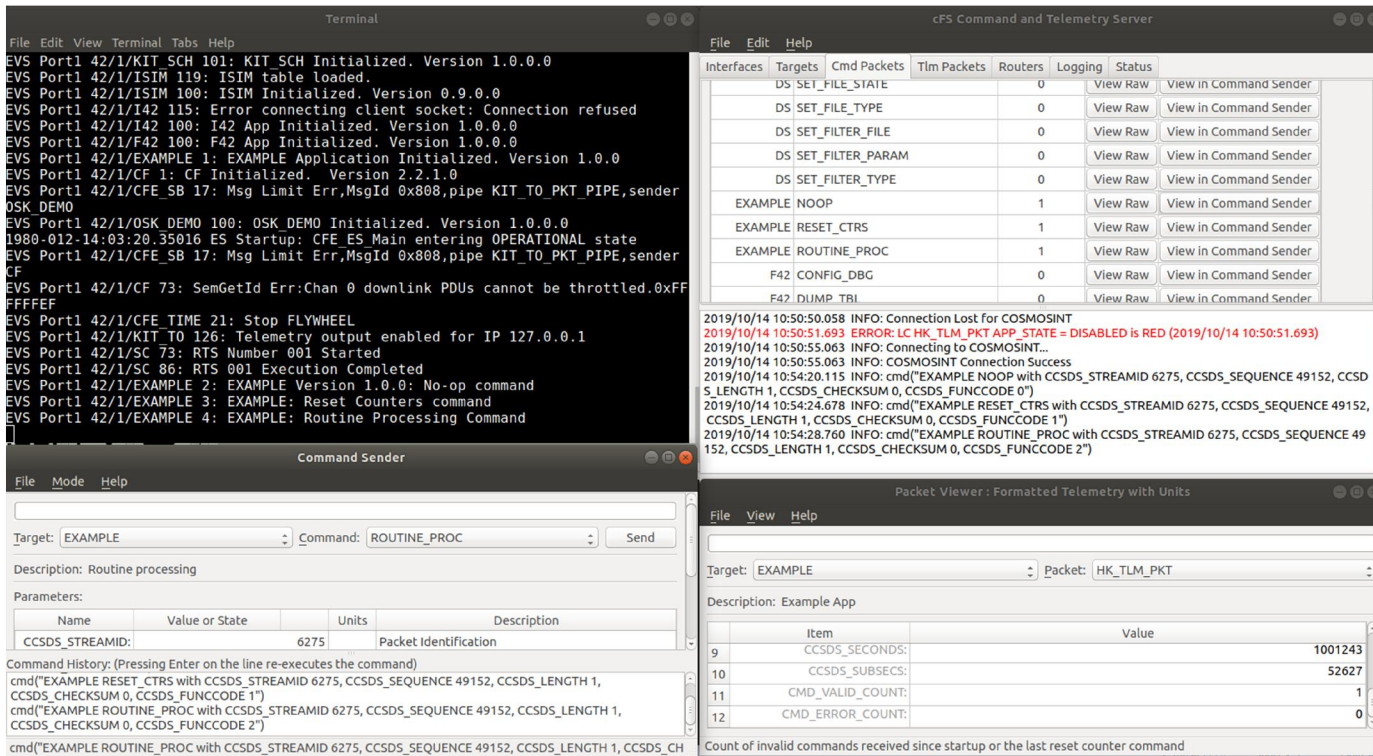 Terminal
File Edit View Terminal Tabs Help
EVS Port1 42/1/KIT_SCH 101: KIT_SCH Initialized. Version 1.0.0.0
EVS Port1 42/1/ISIM 119: ISIM table loaded.
EVS Port1 42/1/ISIM 100: ISIM Initialized. Version 0.9.0.0
EVS Port1 42/1/I42 115: Error connecting client socket: Connection refused
EVS Port1 42/1/I42 100: I42 App Initialized. Version 1.0.0.0
EVS Port1 42/1/F42 100: F42 App Initialized. Version 1.0.0.0
EVS Port1 42/1/EXAMPLE 1: EXAMPLE Application Initialized. Version 1.0.0
EVS Port1 42/1/CF 1: CF Initialized.  Version 2.2.1.0
EVS Port1 42/1/CFE_SB 17: Msg Limit Err,MsgId 0x808,pipe KIT_TO_PKT_PIPE,sender
OSK_DEMO
EVS Port1 42/1/OSK_DEMO 100: OSK_DEMO Initialized. Version 1.0.0.0
1980-012-14:03:20.35016 ES Startup: CFE_ES_Main entering OPERATIONAL state
EVS Port1 42/1/CFE_SB 17: Msg Limit Err,MsgId 0x808,pipe KIT_TO_PKT_PIPE,sender
CF
EVS Port1 42/1/CF 73: SemGetId Err:Chan 0 downlink PDUs cannot be throttled.0xFF
FFFFEF
EVS Port1 42/1/CFE_TIME 21: Stop FLYWHEEL
EVS Port1 42/1/KIT_TO 126: Telemetry output enabled for IP 127.0.0.1
EVS Port1 42/1/SC 73: RTS Number 001 Started
EVS Port1 42/1/SC 86: RTS 001 Execution Completed
EVS Port1 42/1/EXAMPLE 2: EXAMPLE Version 1.0.0: No-op command
EVS Port1 42/1/EXAMPLE 3: EXAMPLE: Reset Counters command
EVS Port1 42/1/EXAMPLE 4: EXAMPLE: Routine Processing Command
cFS Command and Telemetry Server
File Edit Help
Interfaces Targets Cmd Packets Tlm Packets Routers Logging Status
DS SET_FILE_STATE 0 View Raw View in Command Sender
DS SET_FILE_TYPE 0 View Raw View in Command Sender
DS SET_FILTER_FILE 0 View Raw View in Command Sender
DS SET_FILTER_PARAM 0 View Raw View in Command Sender
DS SET_FILTER_TYPE 0 View Raw View in Command Sender
EXAMPLE NOOP 1 View Raw View in Command Sender
EXAMPLE RESET_CTRS 1 View Raw View in Command Sender
EXAMPLE ROUTINE_PROC 1 View Raw View in Command Sender
F42 CONFIG_DBG 0 View Raw View in Command Sender
F42 DUMP_TBL 0 View Raw View in Command Sender
2019/10/14 10:50:50.058 INFO: Connection Lost for COSMOSINT
2019/10/14 10:50:51.693 ERROR: LC HK_TLM_PKT APP_STATE = DISABLED is RED (2019/10/14 10:50:51.693)
2019/10/14 10:50:55.063 INFO: Connecting to COSMOSINT...
2019/10/14 10:50:55.063 INFO: COSMOSINT Connection Success
2019/10/14 10:54:20.115 INFO: cmd("EXAMPLE NOOP with CCSDS_STREAMID 6275, CCSDS_SEQUENCE 49152, CCSD
S_LENGTH 1, CCSDS_CHECKSUM 0, CCSDS_FUNCCODE 0")
2019/10/14 10:54:24.678 INFO: cmd("EXAMPLE RESET_CTRS with CCSDS_STREAMID 6275, CCSDS_SEQUENCE 49152,
CCSDS_LENGTH 1, CCSDS_CHECKSUM 0, CCSDS_FUNCCODE 1")
2019/10/14 10:54:28.760 INFO: cmd("EXAMPLE ROUTINE_PROC with CCSDS_STREAMID 6275, CCSDS_SEQUENCE 49
152, CCSDS_LENGTH 1, CCSDS_CHECKSUM 0, CCSDS_FUNCCODE 2")
Command Sender
File Mode Help
Target: EXAMPLE Command: ROUTINE_PROC Send
Description: Routine processing
Parameters:
Name Value or State Units Description
CCSDS_STREAMID: 6275 Packet Identification
Command History: (Pressing Enter on the line re-executes the command)
cmd("EXAMPLE RESET_CTRS with CCSDS_STREAMID 6275, CCSDS_SEQUENCE 49152, CCSDS_LENGTH 1,
CCSDS_CHECKSUM 0, CCSDS_FUNCCODE 1")
cmd("EXAMPLE ROUTINE_PROC with CCSDS_STREAMID 6275, CCSDS_SEQUENCE 49152, CCSDS_LENGTH 1,
CCSDS_CHECKSUM 0, CCSDS_FUNCCODE 2")
cmd("EXAMPLE ROUTINE_PROC with CCSDS_STREAMID 6275, CCSDS_SEQUENCE 49152, CCSDS_LENGTH 1, CCSDS_CH
Packet Viewer : Formatted Telemetry with Units
File View Help
Target: EXAMPLE Packet: HK_TLM_PKT
Description: Example App
Item Value
9 CCSDS_SECONDS: 1001243
10 CCSDS_SUBSECS: 52627
11 CMD_VALID_COUNT: 1
12 CMD_ERROR_COUNT: 0
Count of invalid commands received since startup or the last reset counter command